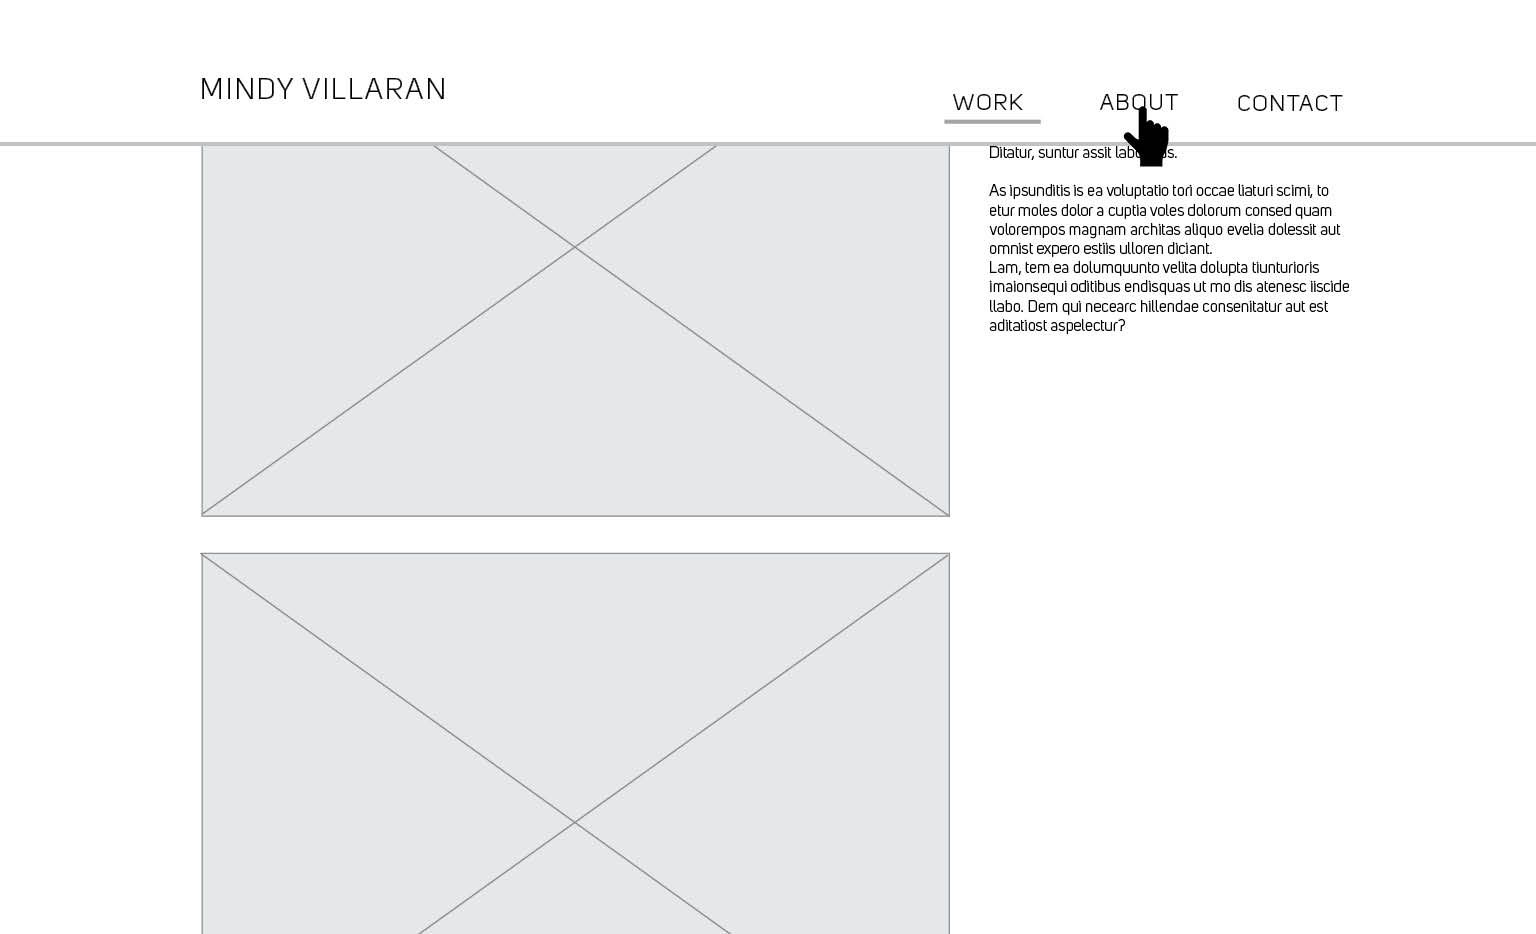 MINDY VILLARAN
WORK ABOUT CONTACT
Ditatur, suntur assit
As ipsunditis is ea voluptatio tori occae liaturi scimi, to
etur moles dolor a cuptia voles dolorum consed quam
volorempos magnam architas aliquo evelia dolessit aut
omnist expero estiis ulloren diciant.
Lam, tem ea dolumquunto velita dolupta tiunturioris
imaionsequi oditibus endisquas ut mo dis atenesc iiscide
llabo. Dem qui necearc hillendae consenitatur aut est
aditatiost aspelectur?